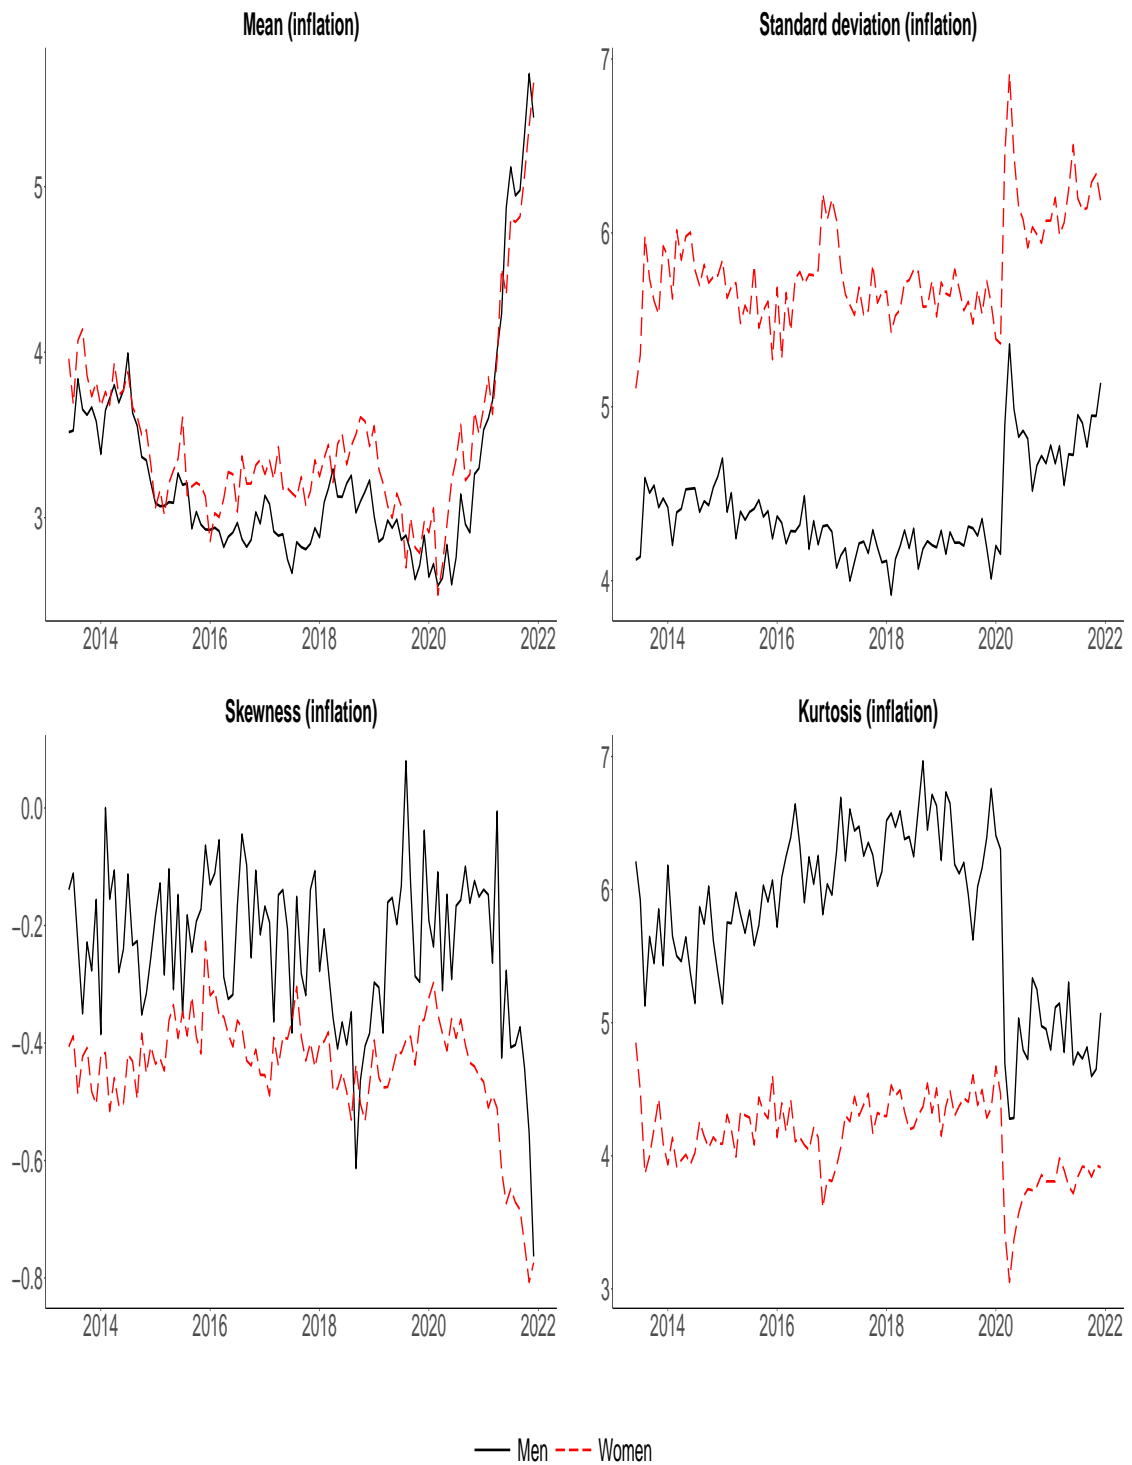 Mean (inflation)
Standard deviation (inflation)
5
4
3
2014 2016 2018 2020 2022
7
6
5
4
2014 2016 2018 2020 2022
Skewness (inflation)
Kurtosis (inflation)
0.0
−0.2
−0.4
−0.6
−0.8
2014 2016 2018 2020 2022
7
6
5
4
3
2014 2016 2018 2020 2022
Men Women